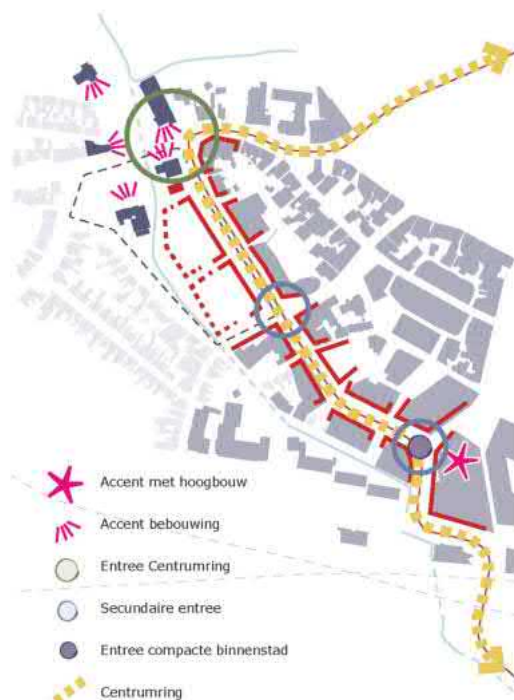 Accent met hoogbouw
Accent bebouwing
Entree Centrumring
Secundaire entree
Entree compacte binnenstad
Centrumring